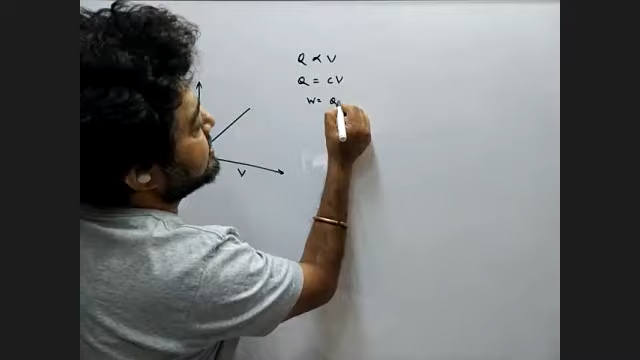 Q ∝ V
Q = CV
W = Q
V